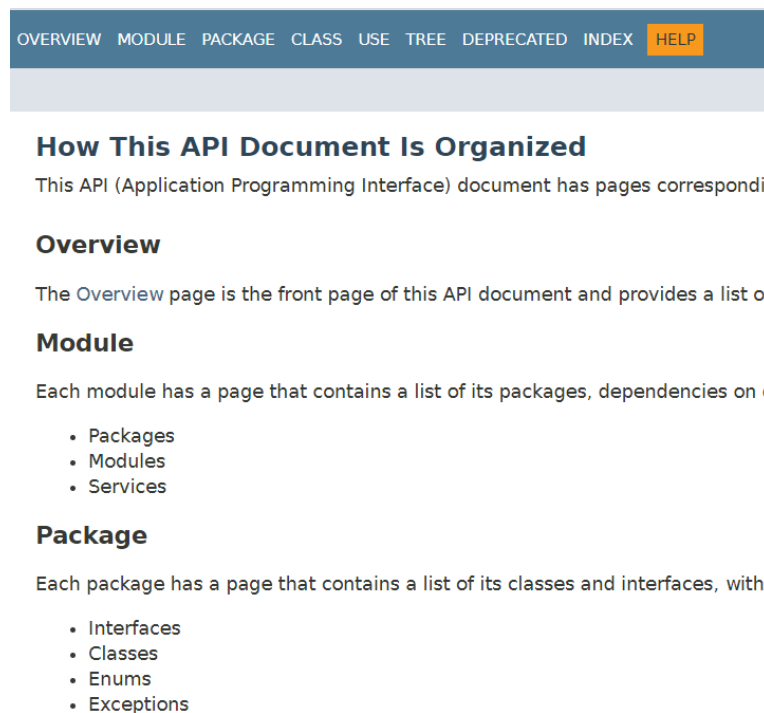 OVERVIEW MODULE PACKAGE CLASS USE TREE DEPRECATED INDEX HELP
How This API Document Is Organized
This API (Application Programming Interface) document has pages
Overview
The Overview page is the front page of this API document and provides a list
Module
Each module has a page that contains a list of its packages, dependencies on
Packages
Modules
Services
Package
Each package has a page that contains a list of its classes and interfaces, with
Interfaces
Classes
Enums
Exceptions